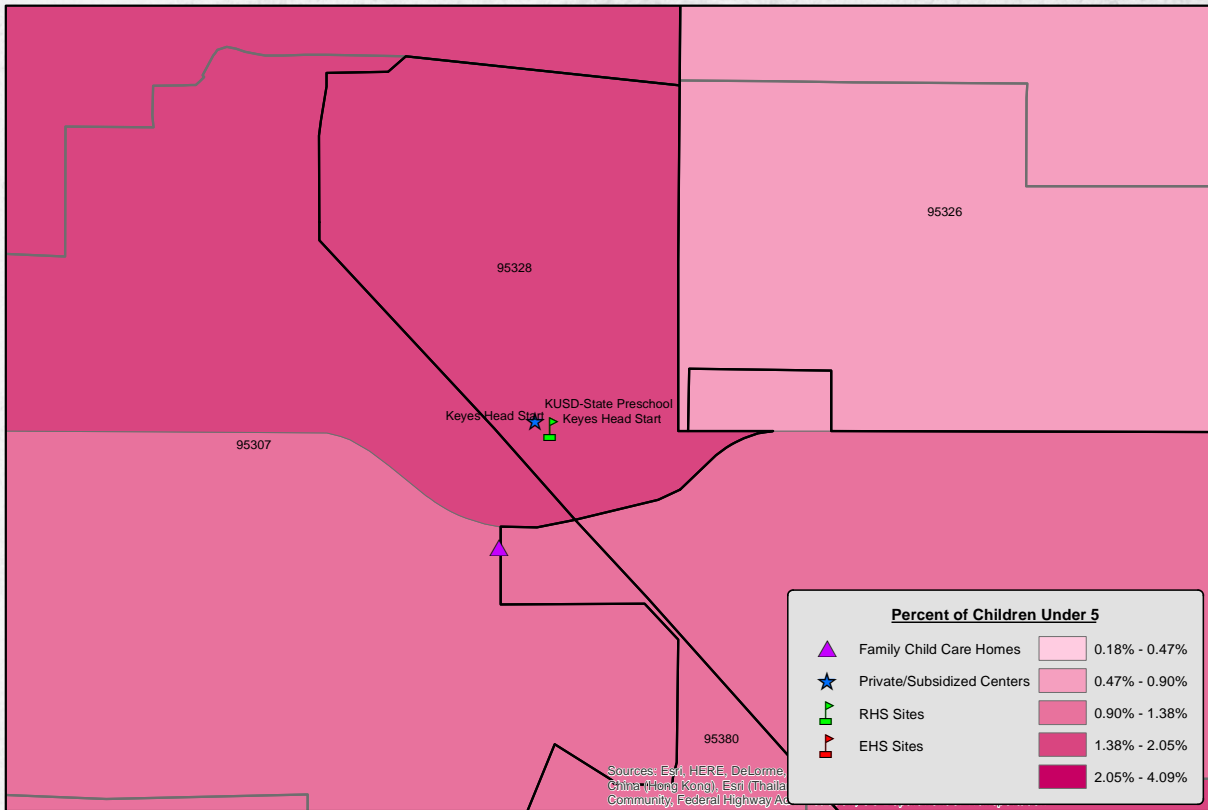 95326
95328
KUSD-State Preschool
Keyes Head Start
Keyes Head Start
95307
95380
Percent of Children Under 5
Family Child Care Homes
0.18% - 0.47%
Private/Subsidized Centers
0.47% - 0.90%
RHS Sites
0.90% - 1.38%
EHS Sites
1.38% - 2.05%
2.05% - 4.09%
Sources: Esri, HERE, DeLorme,
China (Hong Kong), Esri (Thaila
Community, Federal Highway Ad